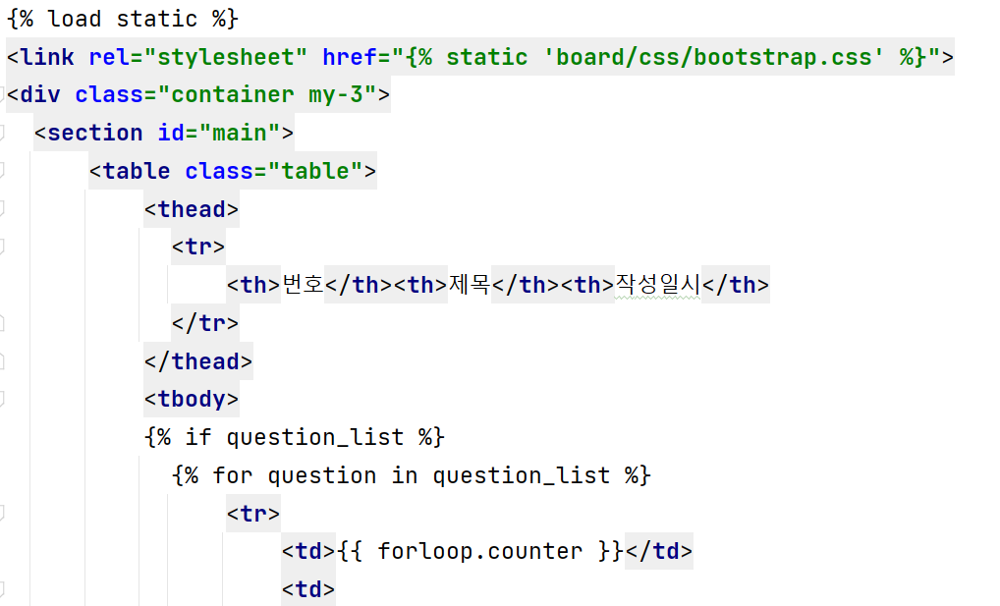 {% load static %}
<link rel="stylesheet" href="{% static 'board/css/bootstrap.css' %}">
<div class="container my-3">
<section id="main">
<table class="table">
<thead>
<tr>
<th>번호</th><th>제목</th><th>작성일시</th>
</tr>
</thead>
<tbody>
{% if question_list %}
{% for question in question_list %}
<tr>
<td>{{ forloop.counter }}</td>
<td>